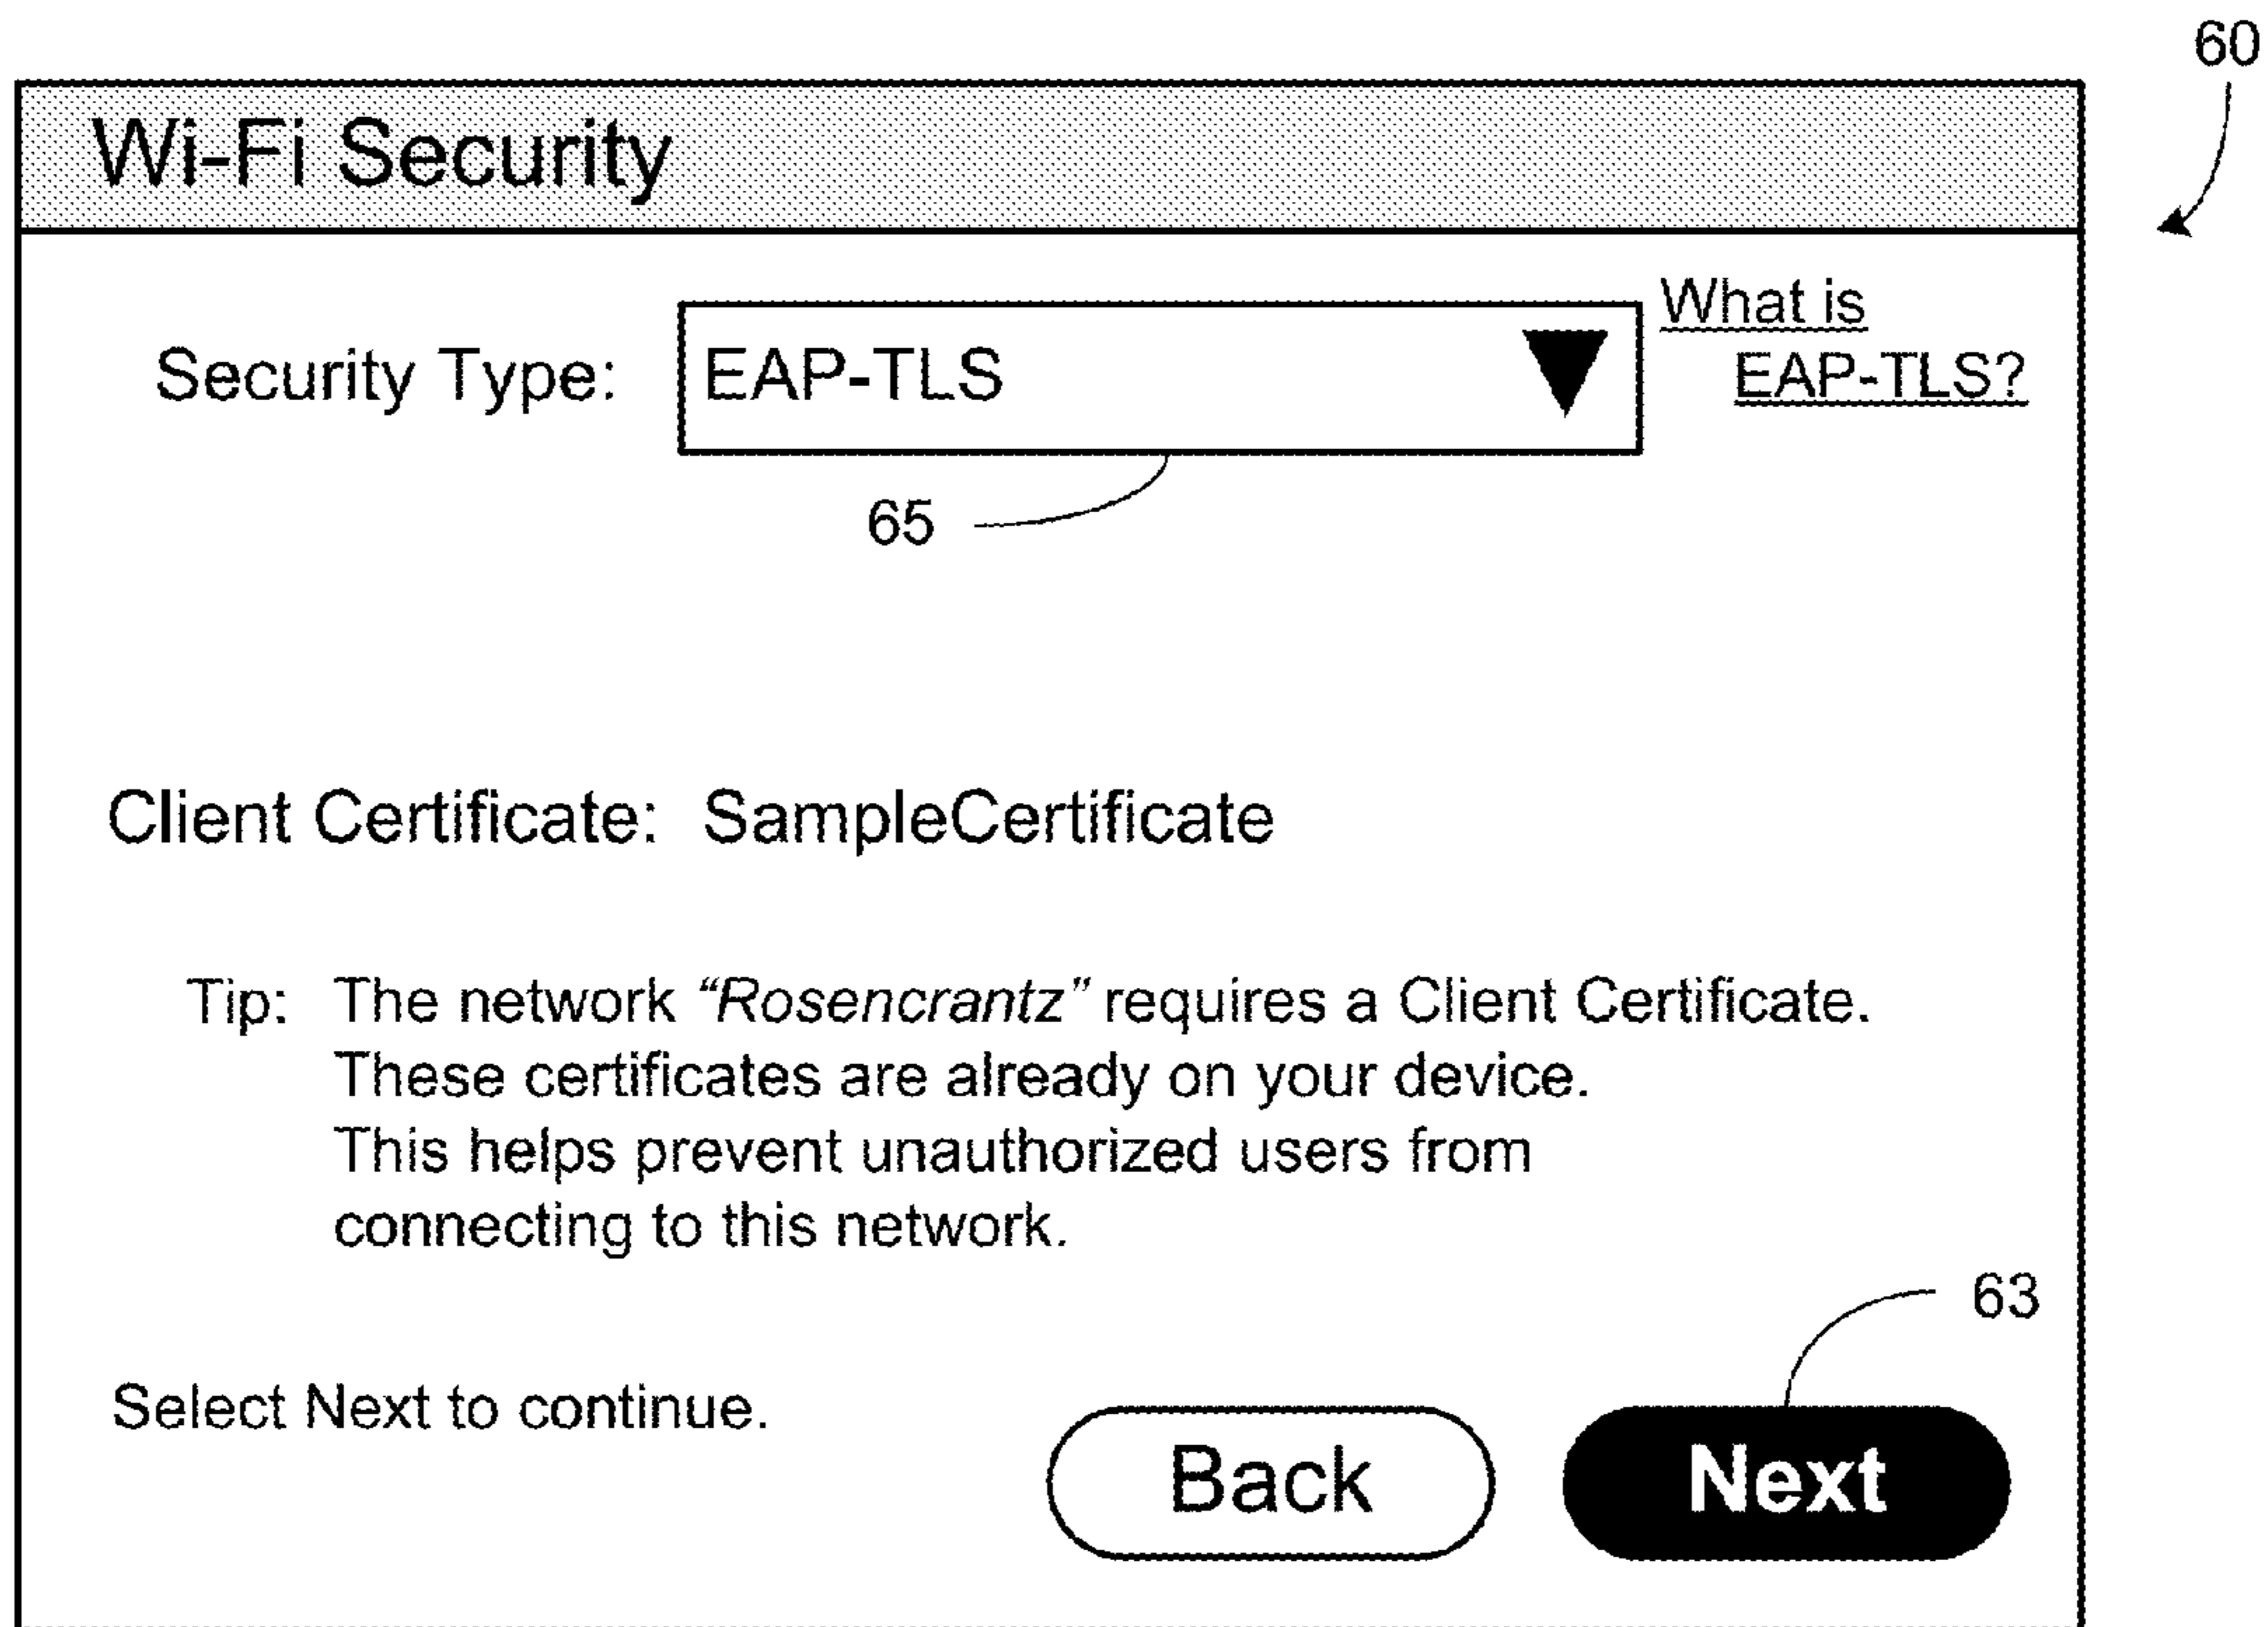 60
Wi-Fi Security
What is
Security Type: EAP-TLS EAP-TLS?
65
Client Certificate: SampleCertificate
Tip: The network “Rosencrantz” requires a Client Certificate.
These certificates are already on your device.
This helps prevent unauthorized users from
connecting to this network.
63
Select Next to continue.
Back Next